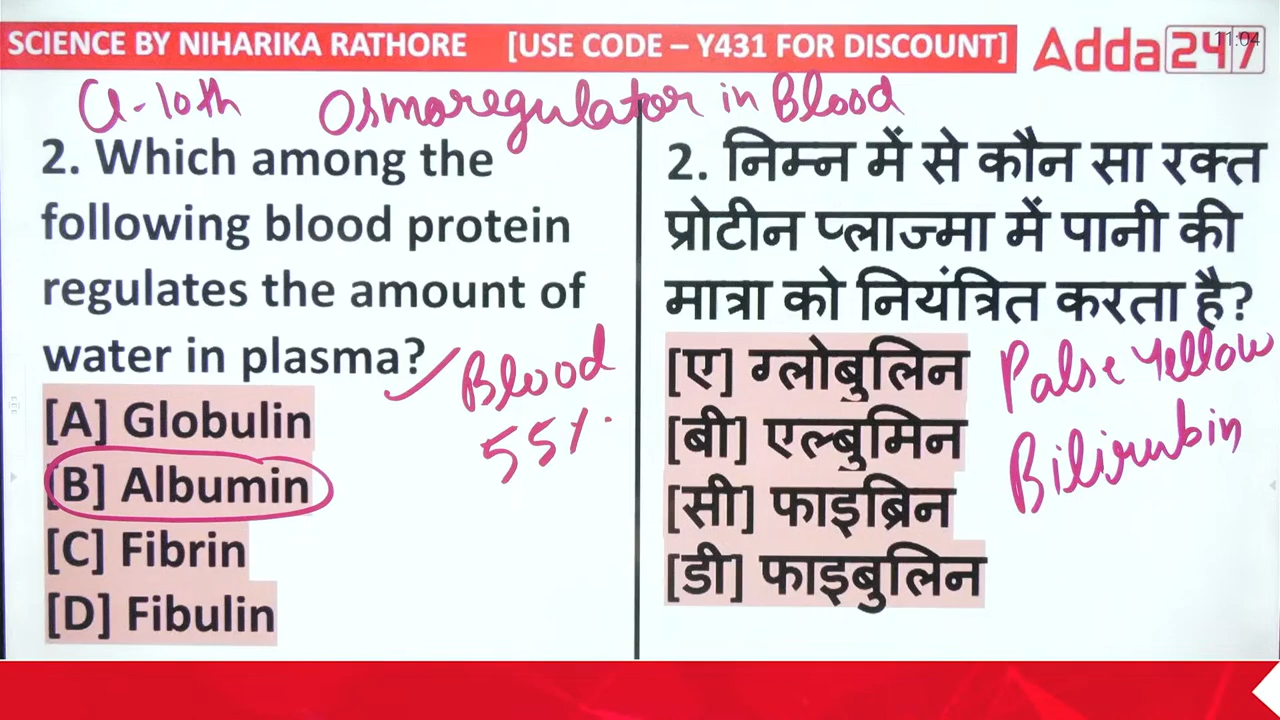 SCIENCE BY NIHARIKA RATHORE [USE CODE – Y431 FOR DISCOUNT]
Adda247
11:04
Cl-10th Osmoregulator in Blood
2. Which among the
following blood protein
regulates the amount of
water in plasma?
[A] Globulin
[B] Albumin
[C] Fibrin
[D] Fibulin
Blood
55%
2. निम्न में से कौन सा रक्त
प्रोटीन प्लाज्मा में पानी की
मात्रा को नियंत्रित करता है?
[ए] ग्लोबुलिन
[बी] एल्बुमिन
[सी] फाइब्रिन
[डी] फाइबुलिन
Palse Yellow
Bilirubin